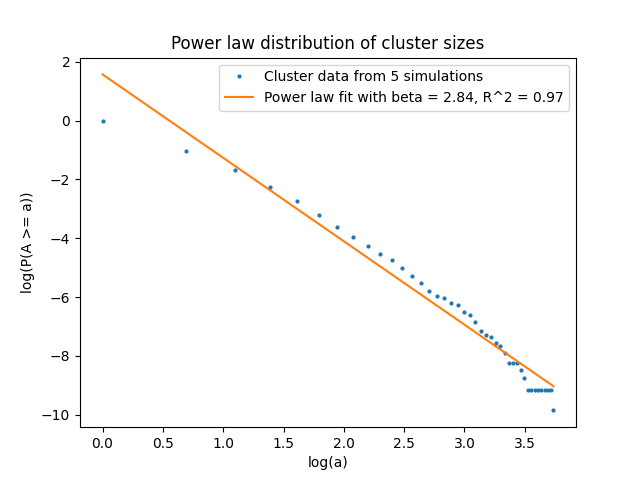 Power law distribution of cluster sizes
Cluster data from 5 simulations
Power law fit with beta = 2.84, R^2 = 0.97
log(P(A >= a))
2
0
−2
−4
−6
−8
−10
0.0 0.5 1.0 1.5 2.0 2.5 3.0 3.5
log(a)